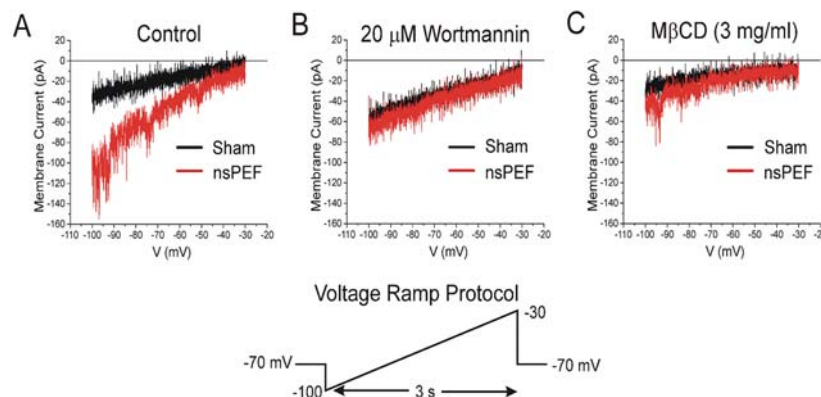 A
Control
Membrane Current (pA)
20
0
-20
-40
-60
-80
-100
-120
-140
-160
Sham
nsPEF
-110 -100 -90 -80 -70 -60 -50 -40 -30 -20
V (mV)
B
20 μM Wortmannin
Membrane Current (pA)
20
0
-20
-40
-60
-80
-100
-120
-140
-160
Sham
nsPEF
-110 -100 -90 -80 -70 -60 -50 -40 -30 -20
V (mV)
C
MβCD (3 mg/ml)
Membrane Current (pA)
20
0
-20
-40
-60
-80
-100
-120
-140
-160
Sham
nsPEF
-110 -100 -90 -80 -70 -60 -50 -40 -30 -20
V (mV)
Voltage Ramp Protocol
-30
-70 mV
-70 mV
-100
3 s